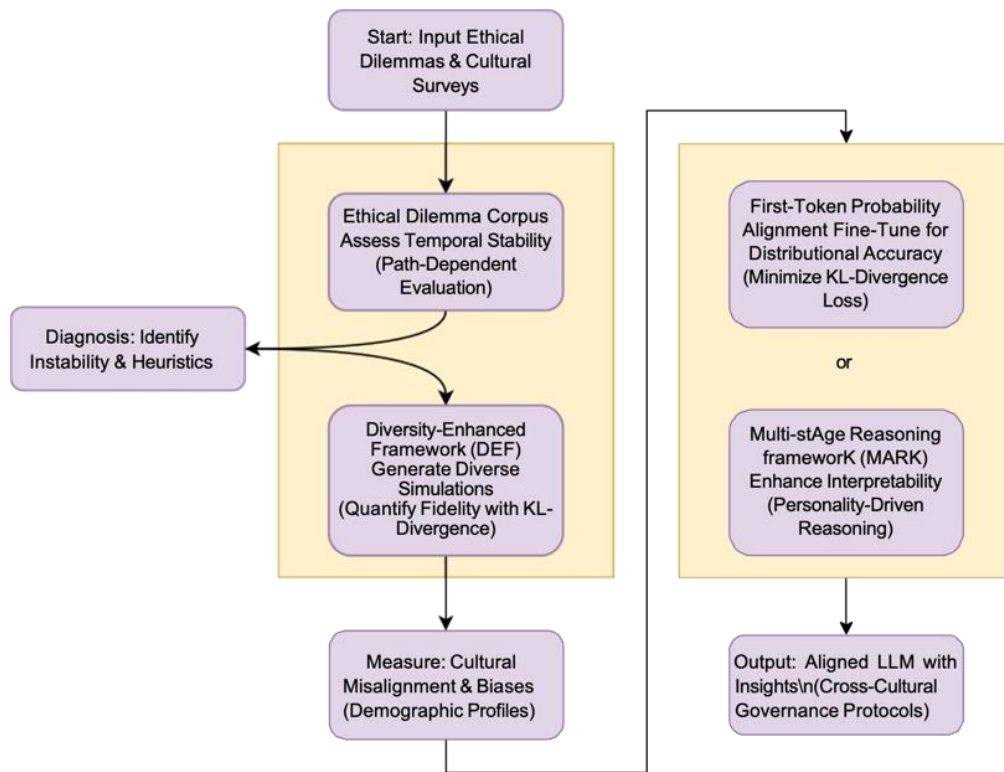 Start: Input Ethical
Dilemmas & Cultural
Surveys
Ethical Dilemma Corpus
Assess Temporal Stability
(Path-Dependent
Evaluation)
Diagnosis: Identify
Instability & Heuristics
Diversity-Enhanced
Framework (DEF)
Generate Diverse
Simulations
(Quantify Fidelity with KL-
Divergence)
Measure: Cultural
Misalignment & Biases
(Demographic Profiles)
First-Token Probability
Alignment Fine-Tune for
Distributional Accuracy
(Minimize KL-Divergence
Loss)
or
Multi-stAge Reasoning
frameworK (MARK)
Enhance Interpretability
(Personality-Driven
Reasoning)
Output: Aligned LLM with
Insights\n(Cross-Cultural
Governance Protocols)